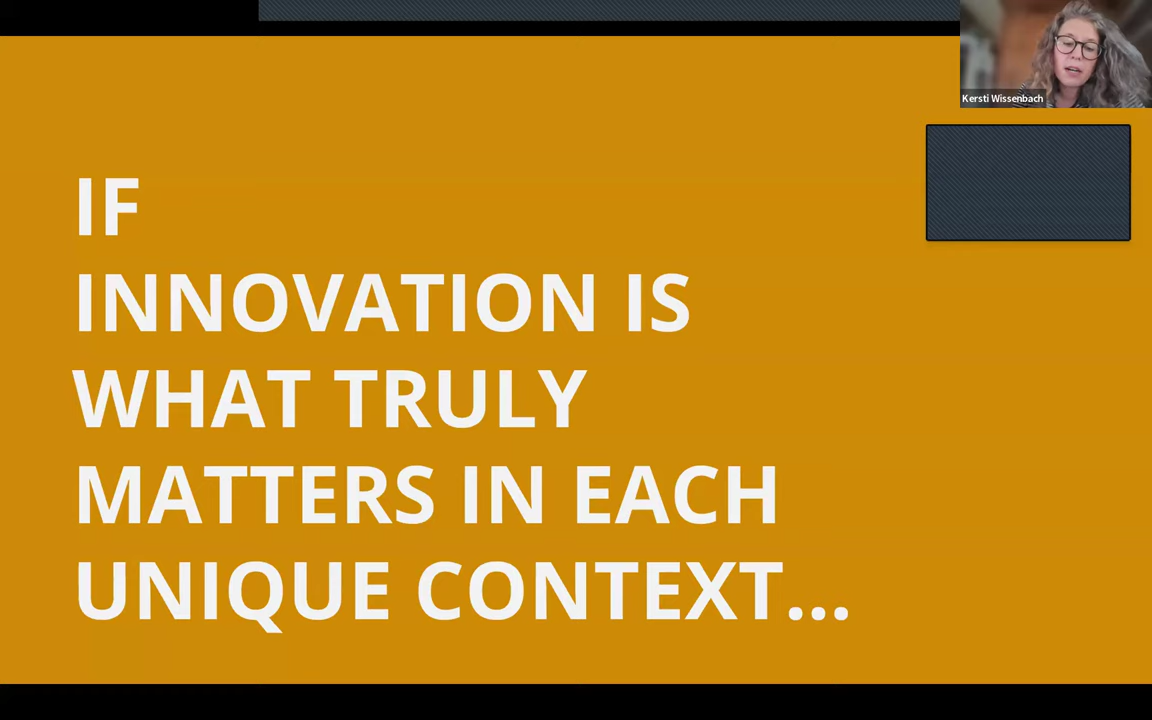 Kersti Wissenbach
IF
INNOVATION IS
WHAT TRULY
MATTERS IN EACH
UNIQUE CONTEXT...